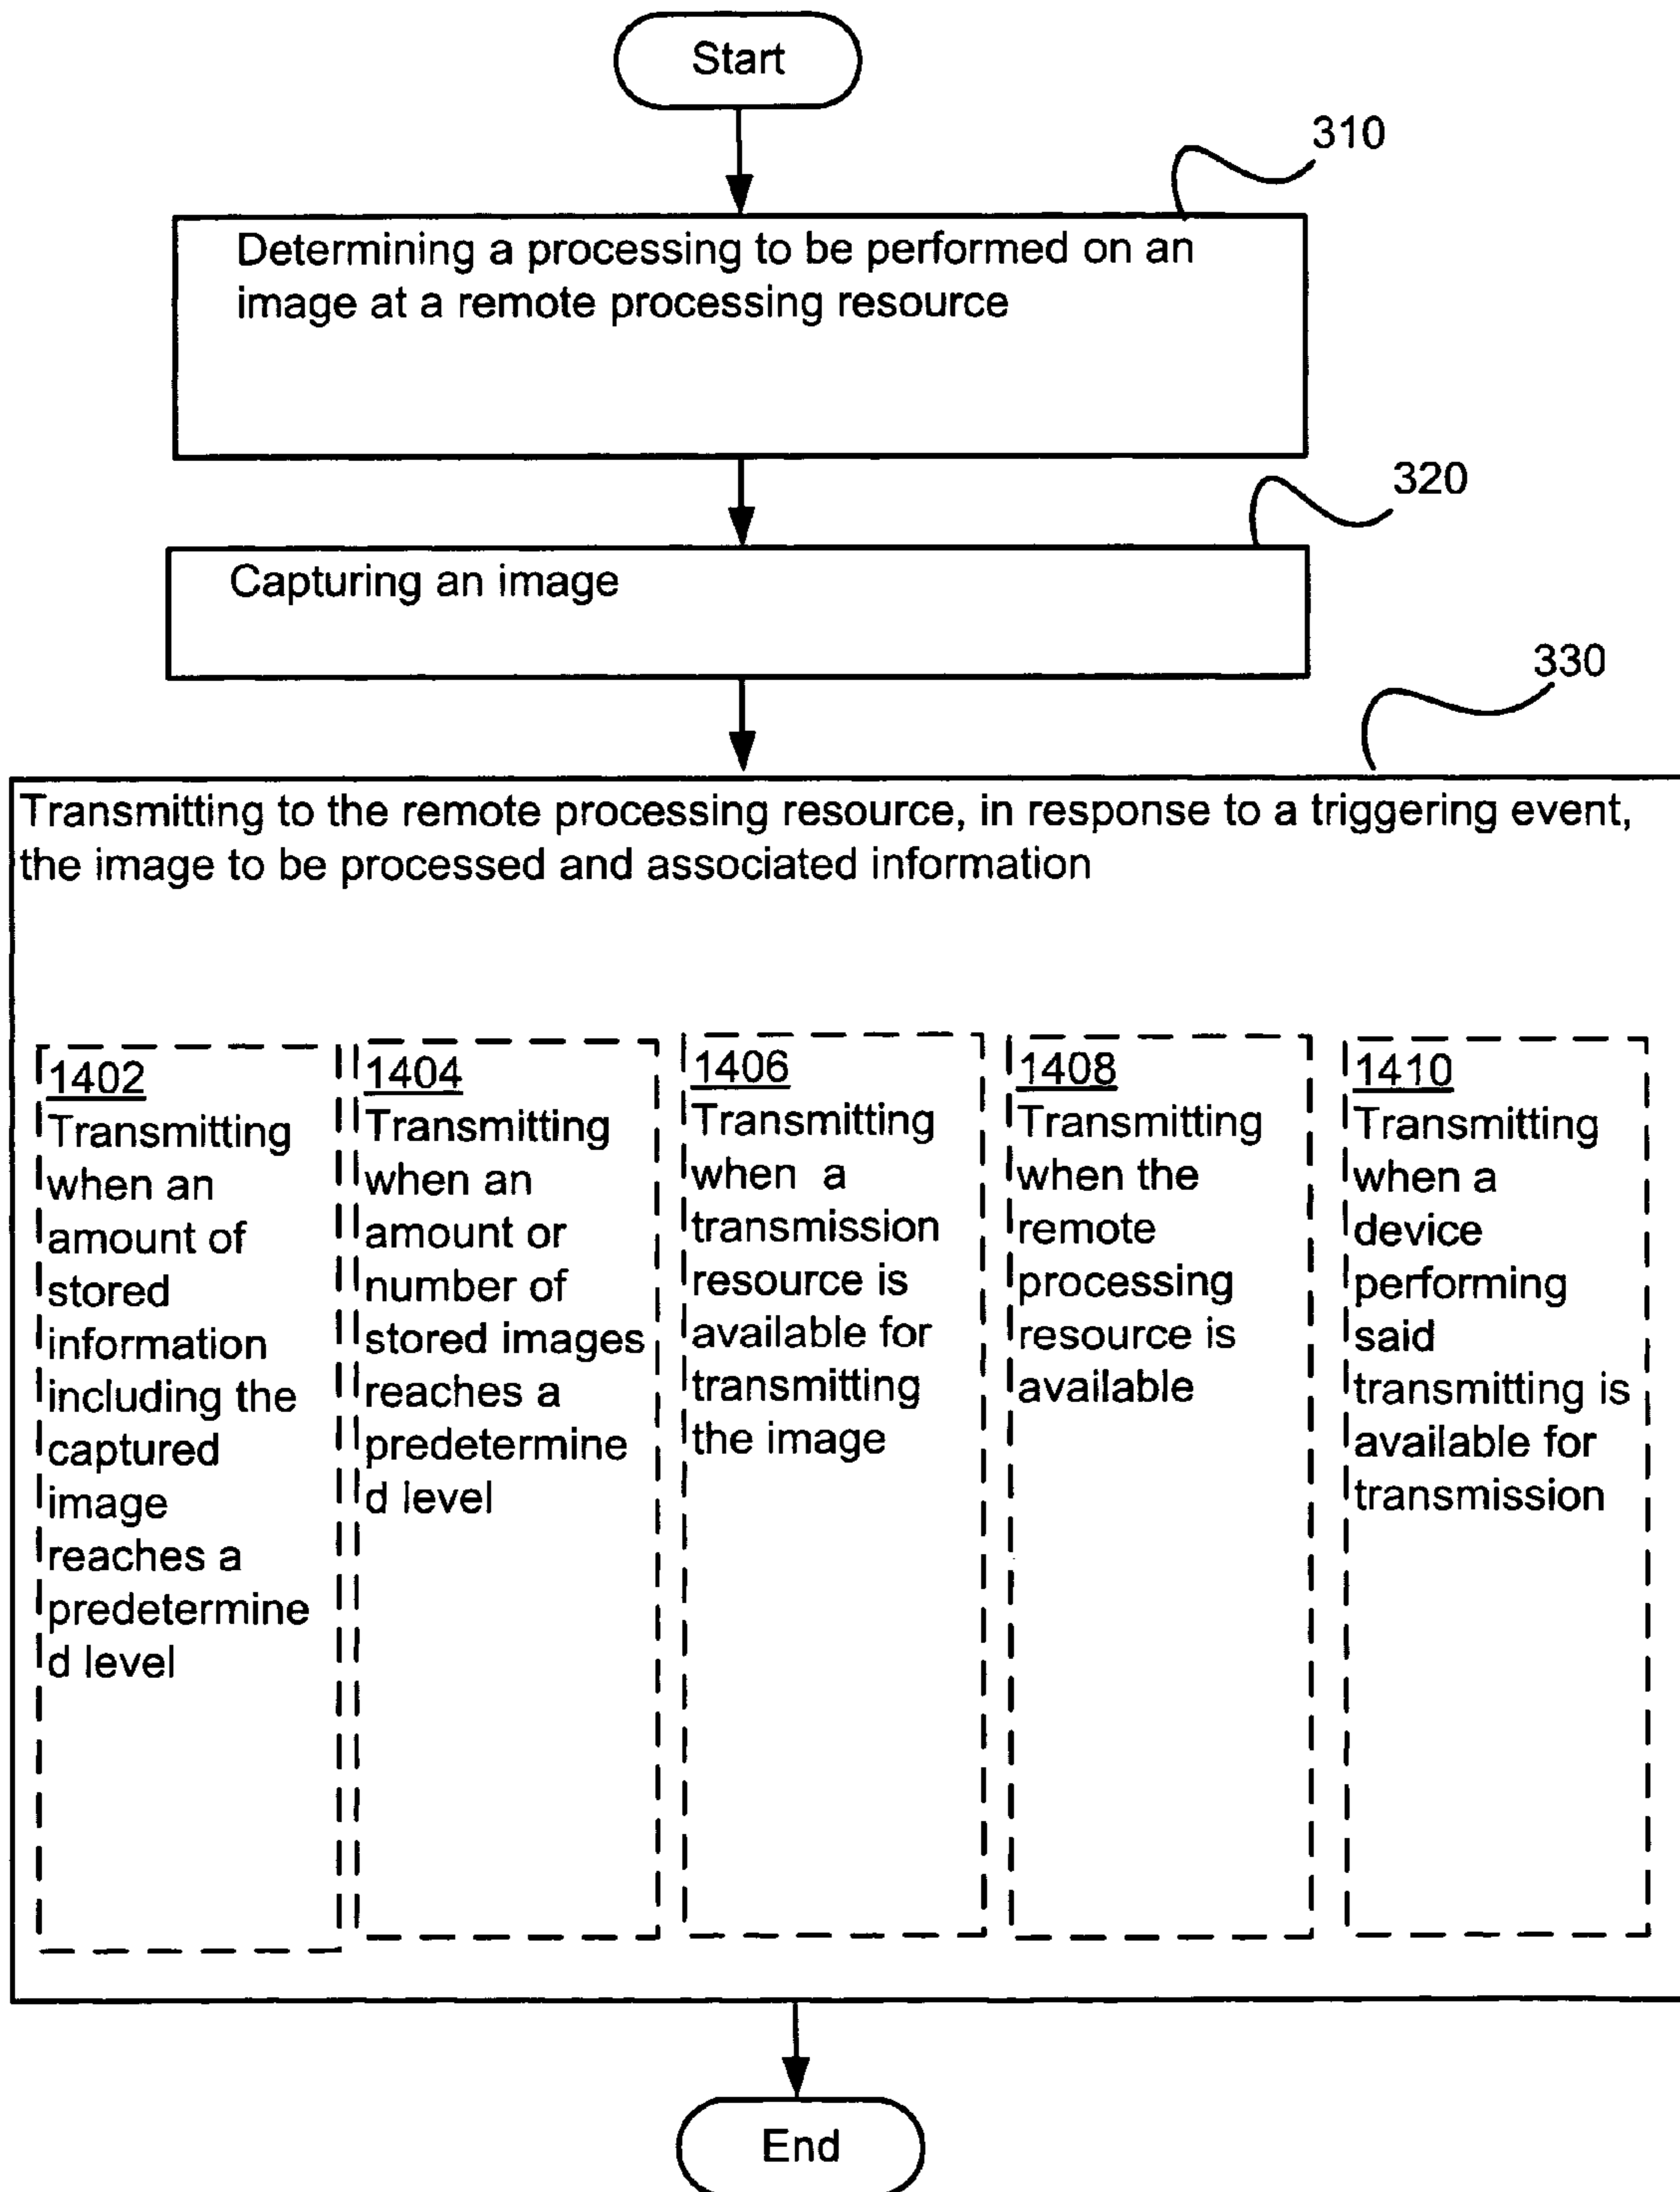 Start
310
Determining a processing to be performed on an
image at a remote processing resource
320
Capturing an image
330
Transmitting to the remote processing resource, in response to a triggering event,
the image to be processed and associated information
1402
Transmitting
when an
amount of
stored
information
including the
captured
image
reaches a
predetermine
d level
1404
Transmitting
when an
amount or
number of
stored images
reaches a
predetermine
d level
1406
Transmitting
when a
transmission
resource is
available for
transmitting
the image
1408
Transmitting
when the
remote
processing
resource is
available
1410
Transmitting
when a
device
performing
said
transmitting is
available for
transmission
End